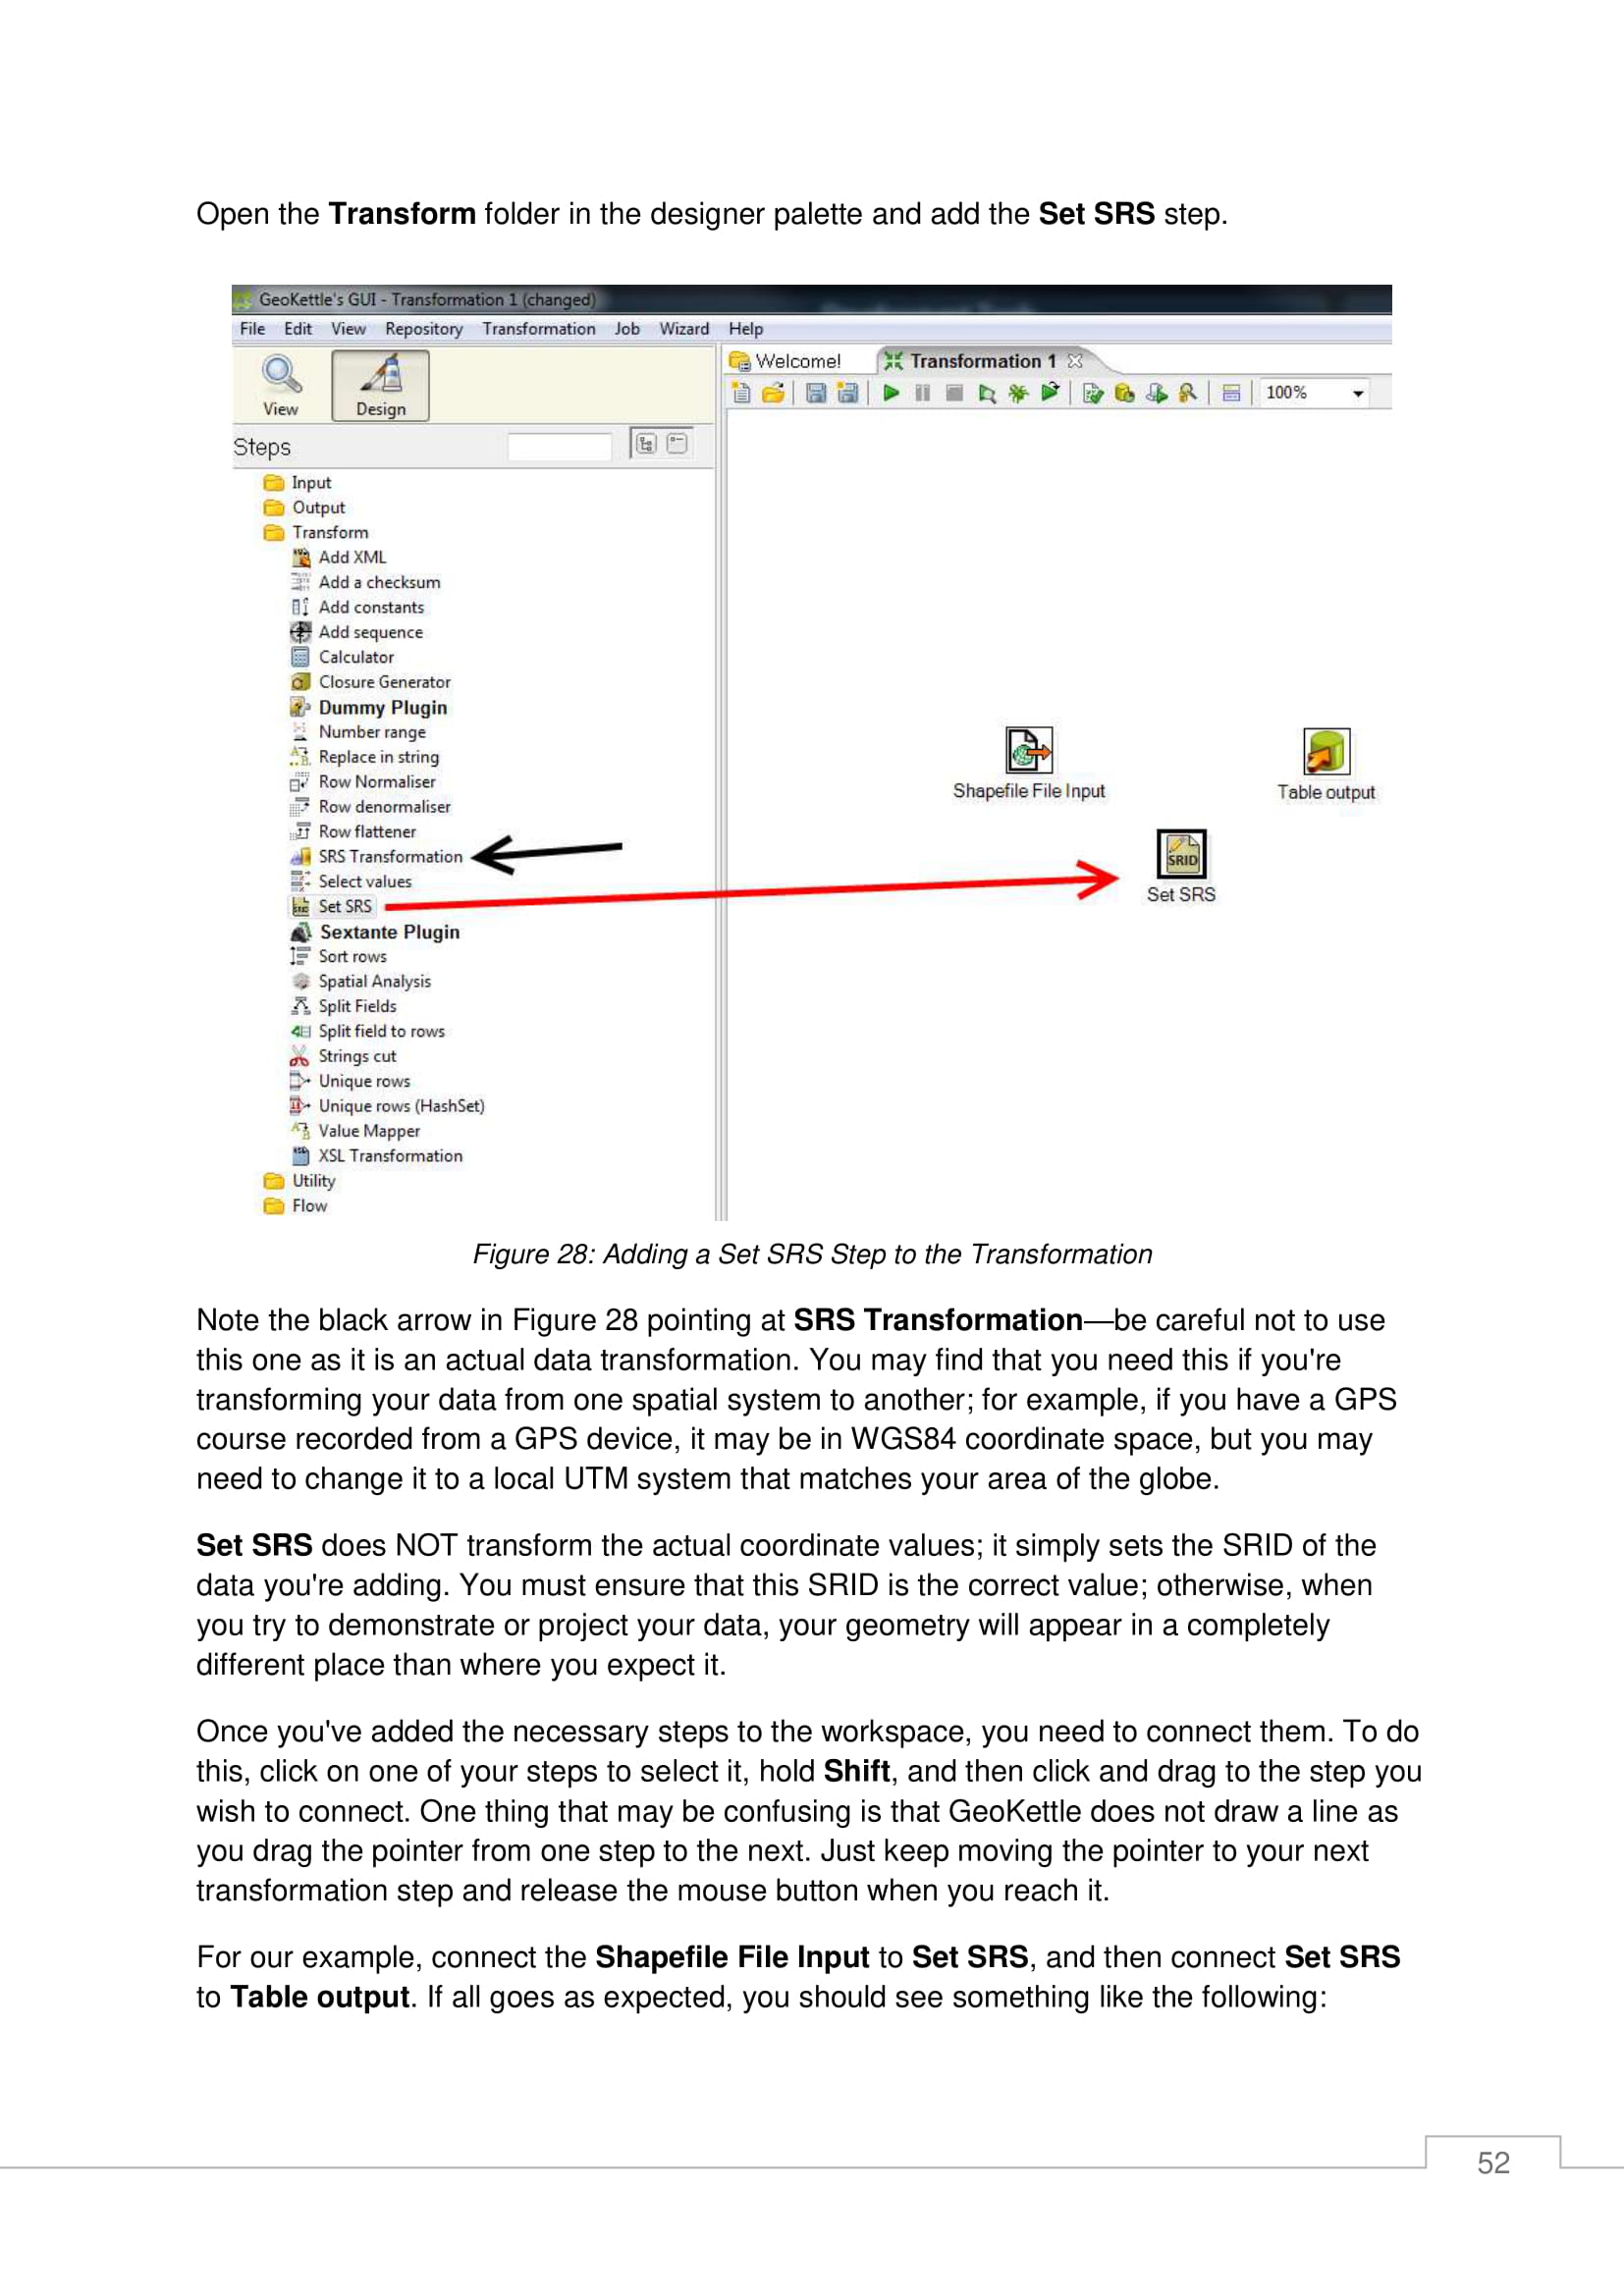 Open the Transform folder in the designer palette and add the Set SRS step.
GeoKettle's GUI - Transformation 1 (changed)
File Edit View Repository Transformation Job Wizard Help
View
Design
Steps
Input
Output
Transform
Add XML
Add a checksum
Add constants
Add sequence
Calculator
Closure Generator
Dummy Plugin
Number range
Replace in string
Row Normaliser
Row denormaliser
Row flattener
SRS Transformation
Select values
Set SRS
Sextante Plugin
Sort rows
Spatial Analysis
Split Fields
Split field to rows
Strings cut
Unique rows
Unique rows (HashSet)
Value Mapper
XSL Transformation
Utility
Flow
Welcome!
Transformation 1
100%
Shapefile File Input
Table output
SRID
Set SRS
Figure 28: Adding a Set SRS Step to the Transformation
Note the black arrow in Figure 28 pointing at SRS Transformation—be careful not to use
this one as it is an actual data transformation. You may find that you need this if you're
transforming your data from one spatial system to another; for example, if you have a GPS
course recorded from a GPS device, it may be in WGS84 coordinate space, but you may
need to change it to a local UTM system that matches your area of the globe.
Set SRS does NOT transform the actual coordinate values; it simply sets the SRID of the
data you're adding. You must ensure that this SRID is the correct value; otherwise, when
you try to demonstrate or project your data, your geometry will appear in a completely
different place than where you expect it.
Once you've added the necessary steps to the workspace, you need to connect them. To do
this, click on one of your steps to select it, hold Shift, and then click and drag to the step you
wish to connect. One thing that may be confusing is that GeoKettle does not draw a line as
you drag the pointer from one step to the next. Just keep moving the pointer to your next
transformation step and release the mouse button when you reach it.
For our example, connect the Shapefile File Input to Set SRS, and then connect Set SRS
to Table output. If all goes as expected, you should see something like the following:
52